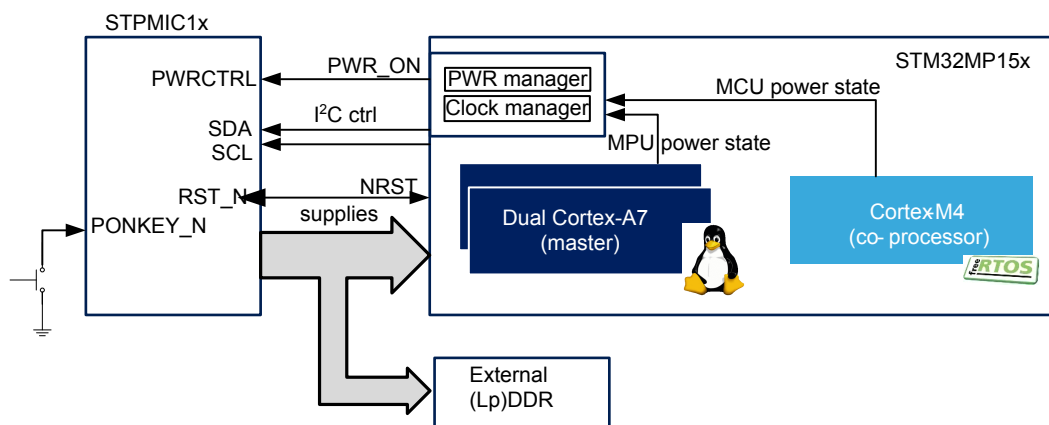 STPMIC1x
STM32MP15x
PWRCTRL
PWR_ON
PWR manager
Clock manager
MCU power state
I²C ctrl
SDA
SCL
MPU power state
RST_N
NRST
supplies
PONKEY_N
Dual Cortex-A7
(master)
Cortex-M4
(co- processor)
free RTOS
External
(Lp)DDR